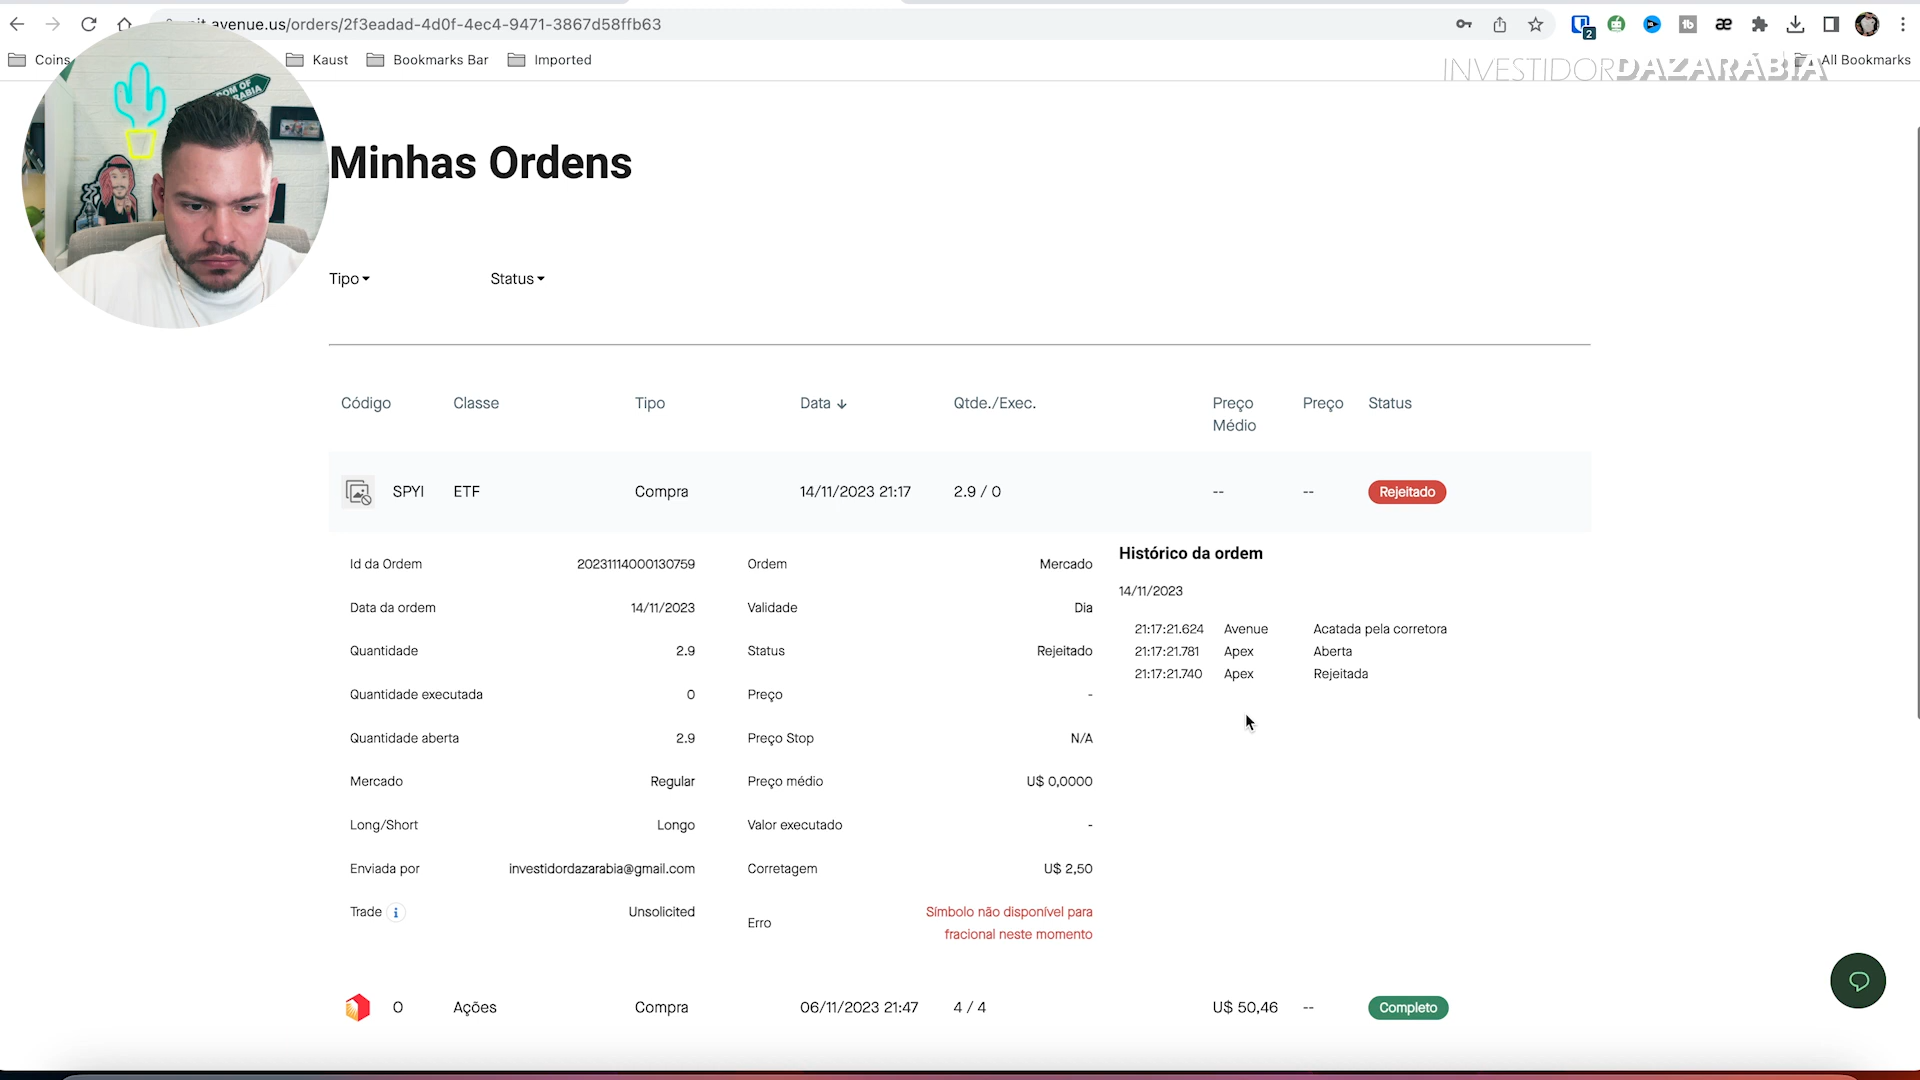 avenue.us/orders/2f3eadad-4d0f-4ec4-9471-3867d58ffb63
2
Coins
Kaust
Bookmarks Bar
Imported
All Bookmarks
INVESTIDORDAZARABIA
DOM OF
ARABIA
Minhas Ordens
Tipo
Status
Código Classe Tipo Data Qtde./Exec. Preço Médio Preço Status
SPYI ETF Compra 14/11/2023 21:17 2.9 / 0 -- -- Rejeitado
Id da Ordem 20231114000130759
Data da ordem 14/11/2023
Quantidade 2.9
Quantidade executada 0
Quantidade aberta 2.9
Mercado Regular
Long/Short Longo
Enviada por investidordazarabia@gmail.com
Trade i Unsolicited
Ordem Mercado
Validade Dia
Status Rejeitado
Preço -
Preço Stop N/A
Preço médio U$ 0,0000
Valor executado -
Corretagem U$ 2,50
Erro Símbolo não disponível para
fracional neste momento
Histórico da ordem
14/11/2023
21:17:21.624 Avenue Acatada pela corretora
21:17:21.781 Apex Aberta
21:17:21.740 Apex Rejeitada
O Ações Compra 06/11/2023 21:47 4 / 4 U$ 50,46 -- Completo